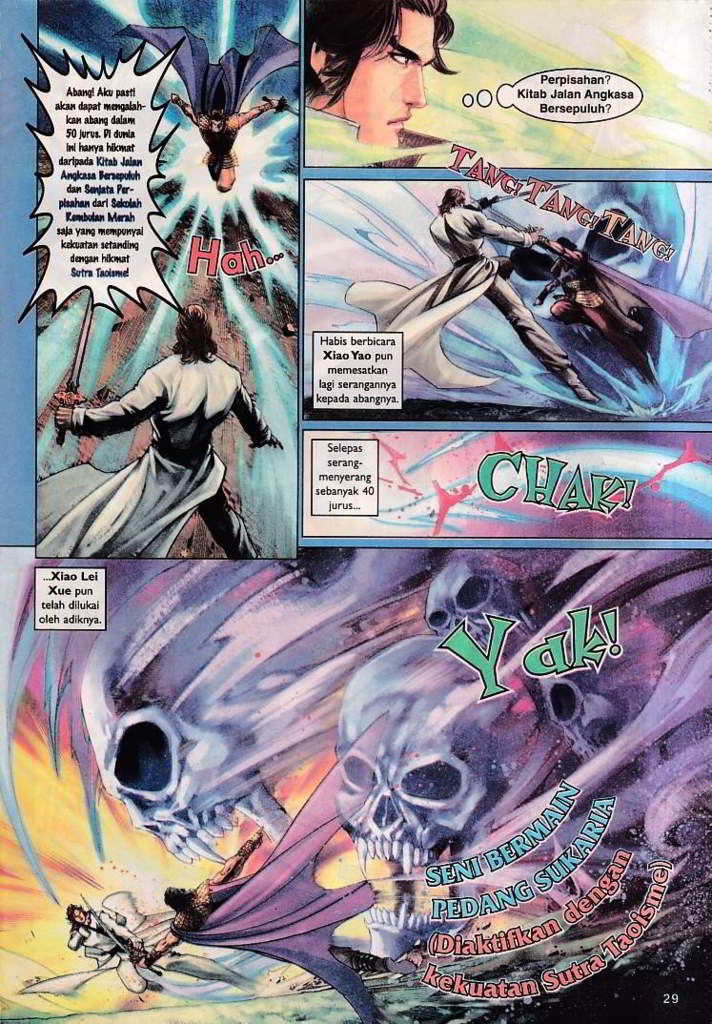 Abang! Aku pasti
akan dapat mengalah-
kan abang dalam
50 jurus. Di dunia
ini hanya hikmat
daripada Kitab Jalan
Angkasa Bersepuluh
dan Senjata Per-
pisahan dari Sekolah
Rembulan Merah
saja yang mempunyai
kekuatan setanding
dengan hikmat
Sutra Taoisme!
Hah...
Perpisahan?
Kitab Jalan Angkasa
Bersepuluh?
TANG! TANG! TANG!
Habis berbicara
Xiao Yao pun
memesatkan
lagi serangannya
kepada abangnya.
Selepas
serang-
menyerang
sebanyak 40
jurus...
CHAK!
...Xiao Lei
Xue pun
telah dilukai
oleh adiknya.
Yak!
SENI BERMAIN
PEDANG SUKARIA
(Diaktifkan dengan
kekuatan Sutra Taoisme)
29